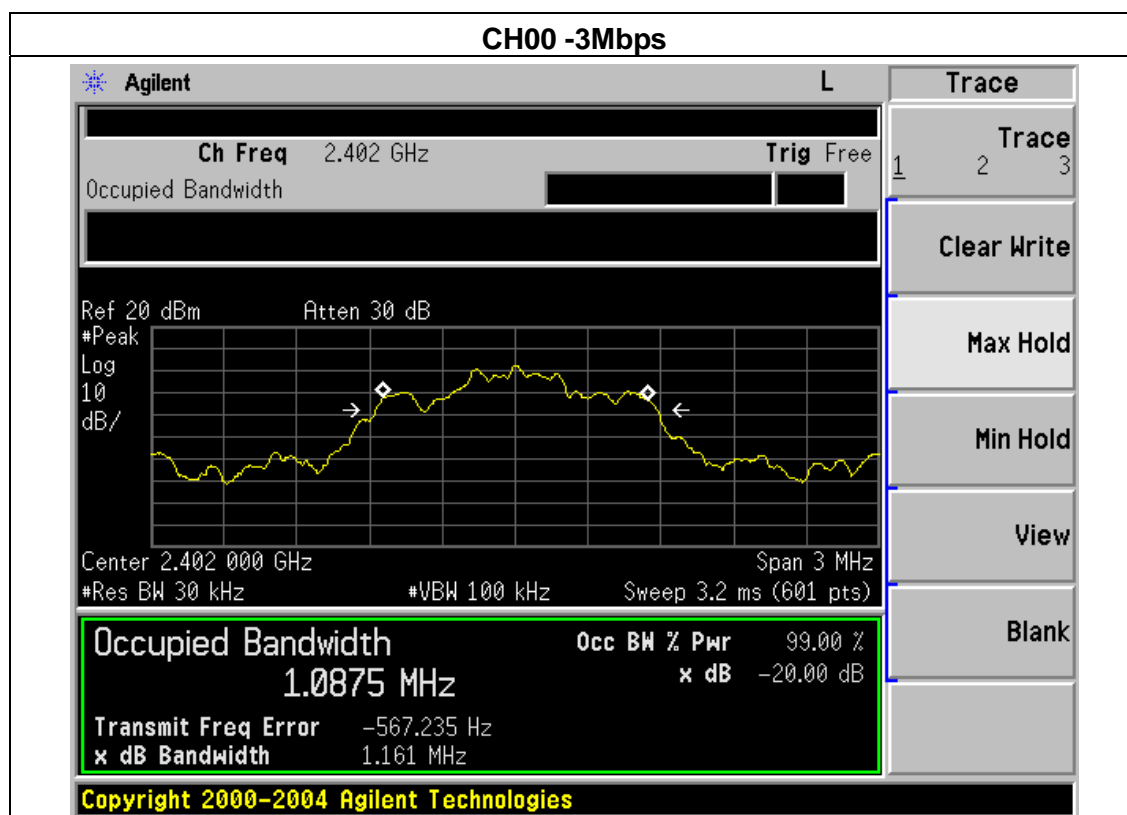 CH00 -3Mbps
Agilent L Trace
Ch Freq 2.402 GHz Trig Free
Occupied Bandwidth
Trace
1 2 3
Clear Write
Ref 20 dBm Atten 30 dB
#Peak
Log
10
dB/
Max Hold
Min Hold
View
Center 2.402 000 GHz Span 3 MHz
#Res BW 30 kHz #VBW 100 kHz Sweep 3.2 ms (601 pts)
Blank
Occupied Bandwidth Occ BW % Pwr 99.00 %
1.0875 MHz x dB -20.00 dB
Transmit Freq Error -567.235 Hz
x dB Bandwidth 1.161 MHz
Copyright 2000-2004 Agilent Technologies